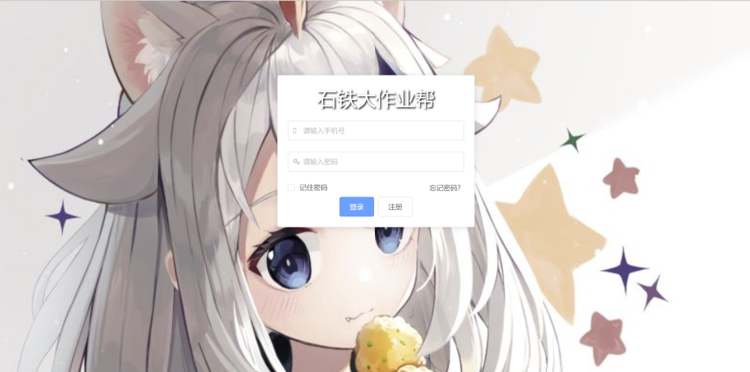 石铁大作业帮
请输入手机号
请输入密码
记住密码 忘记密码?
登录 注册